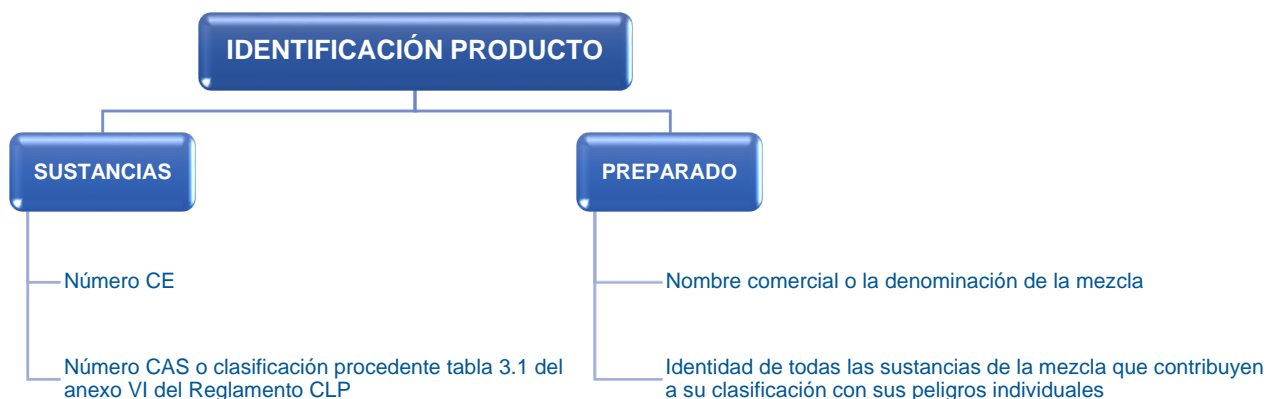 IDENTIFICACIÓN PRODUCTO
SUSTANCIAS
Número CE
Número CAS o clasificación procedente tabla 3.1 del
anexo VI del Reglamento CLP
PREPARADO
Nombre comercial o la denominación de la mezcla
Identidad de todas las sustancias de la mezcla que contribuyen
a su clasificación con sus peligros individuales